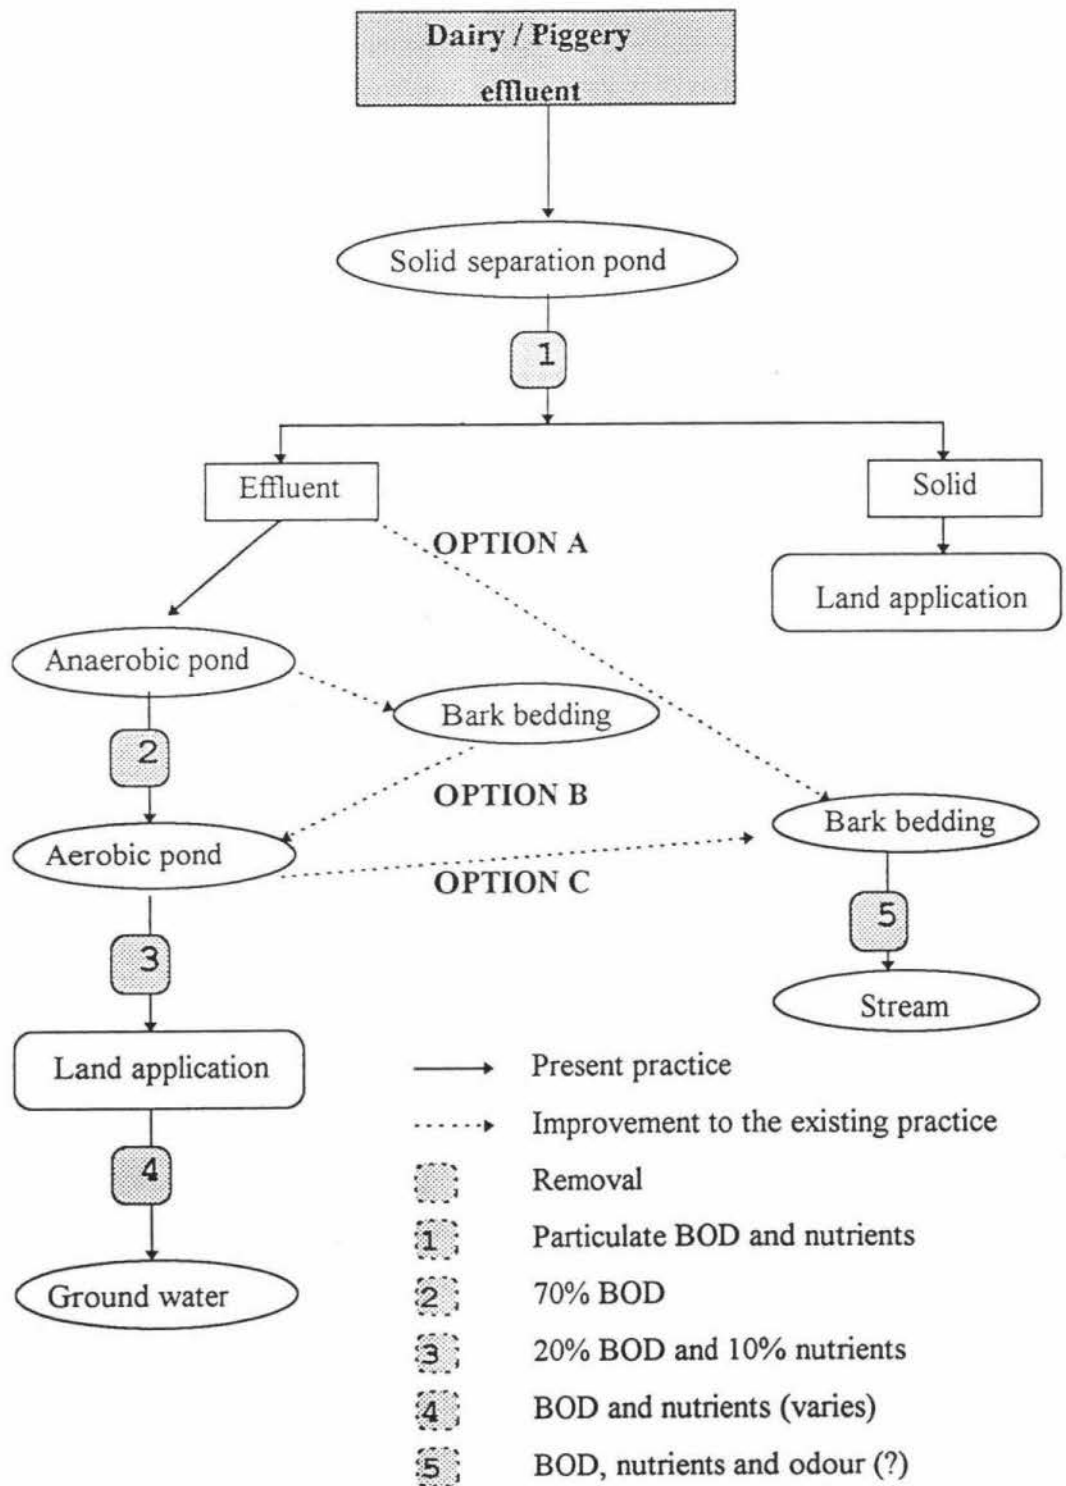 Dairy / Piggery
effluent
Solid separation pond
1
Effluent
Solid
OPTION A
Land application
Anaerobic pond
Bark bedding
2
OPTION B
Bark bedding
Aerobic pond
OPTION C
5
3
Stream
Land application
Present practice
Improvement to the existing practice
4
Removal
1 Particulate BOD and nutrients
Ground water
2 70% BOD
3 20% BOD and 10% nutrients
4 BOD and nutrients (varies)
5 BOD, nutrients and odour (?)